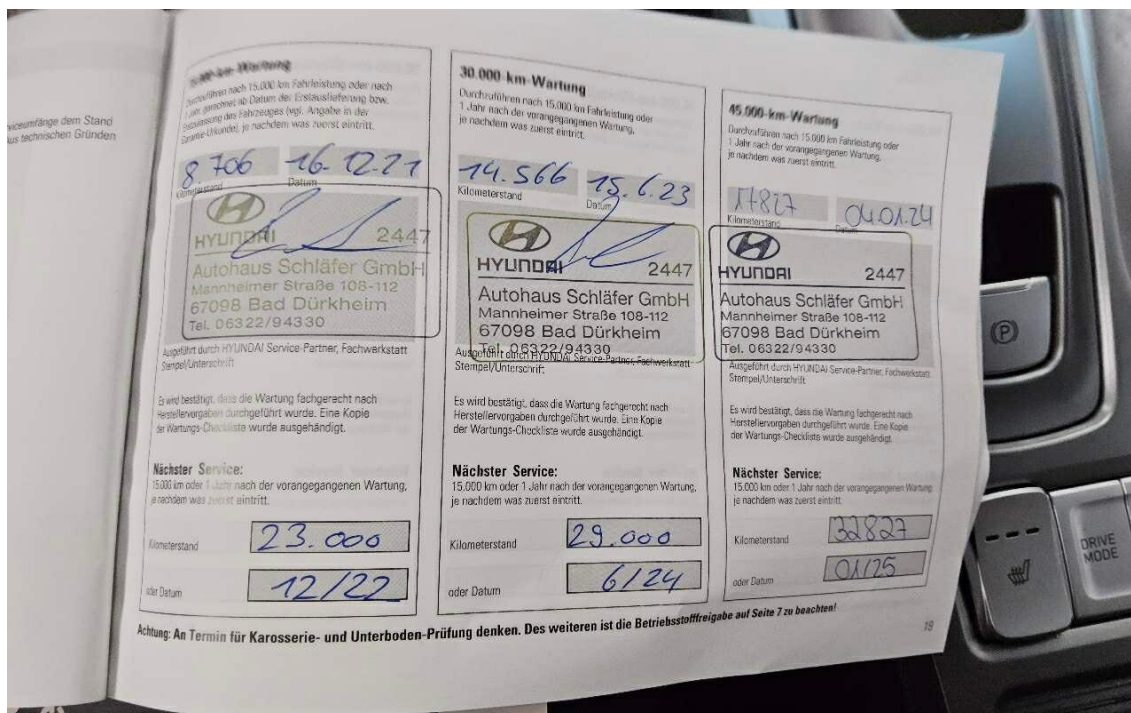 viceumfänge dem Stand
us technischen Gründen
15.000-km-Wartung
Durchzuführen nach 15.000 km Fahrleistung oder nach
1 Jahr gerechnet ab Datum der Erstauslieferung bzw.
Erstzulassung des Fahrzeuges (vgl. Angabe in der
Garantie-Urkunde), je nachdem was zuerst eintritt.
8.706 16.12.21
Kilometerstand Datum
HYUNDAI 2447
Autohaus Schläfer GmbH
Mannheimer Straße 108-112
67098 Bad Dürkheim
Tel. 06322/94330
Ausgeführt durch HYUNDAI Service-Partner, Fachwerkstatt
Stempel/Unterschrift
Es wird bestätigt, dass die Wartung fachgerecht nach
Herstellervorgaben durchgeführt wurde. Eine Kopie
der Wartungs-Checkliste wurde ausgehändigt.
Nächster Service:
15.000 km oder 1 Jahr nach der vorangegangenen Wartung,
je nachdem was zuerst eintritt.
Kilometerstand 23.000
oder Datum 12/22
30.000-km-Wartung
Durchzuführen nach 15.000 km Fahrleistung oder
1 Jahr nach der vorangegangenen Wartung,
je nachdem was zuerst eintritt.
14.566 15.6.23
Kilometerstand Datum
HYUNDAI 2447
Autohaus Schläfer GmbH
Mannheimer Straße 108-112
67098 Bad Dürkheim
Tel. 06322/94330
Ausgeführt durch HYUNDAI Service-Partner, Fachwerkstatt
Stempel/Unterschrift
Es wird bestätigt, dass die Wartung fachgerecht nach
Herstellervorgaben durchgeführt wurde. Eine Kopie
der Wartungs-Checkliste wurde ausgehändigt.
Nächster Service:
15.000 km oder 1 Jahr nach der vorangegangenen Wartung,
je nachdem was zuerst eintritt.
Kilometerstand 29.000
oder Datum 6/24
45.000-km-Wartung
Durchzuführen nach 15.000 km Fahrleistung oder
1 Jahr nach der vorangegangenen Wartung,
je nachdem was zuerst eintritt.
17827 04.01.24
Kilometerstand Datum
HYUNDAI 2447
Autohaus Schläfer GmbH
Mannheimer Straße 108-112
67098 Bad Dürkheim
Tel. 06322/94330
Ausgeführt durch HYUNDAI Service-Partner, Fachwerkstatt
Stempel/Unterschrift
Es wird bestätigt, dass die Wartung fachgerecht nach
Herstellervorgaben durchgeführt wurde. Eine Kopie
der Wartungs-Checkliste wurde ausgehändigt.
Nächster Service:
15.000 km oder 1 Jahr nach der vorangegangenen Wartung,
je nachdem was zuerst eintritt.
Kilometerstand 32827
oder Datum 01/25
Achtung: An Termin für Karosserie- und Unterboden-Prüfung denken. Des weiteren ist die Betriebsstofffreigabe auf Seite 7 zu beachten!
19
P
DRIVE
MODE